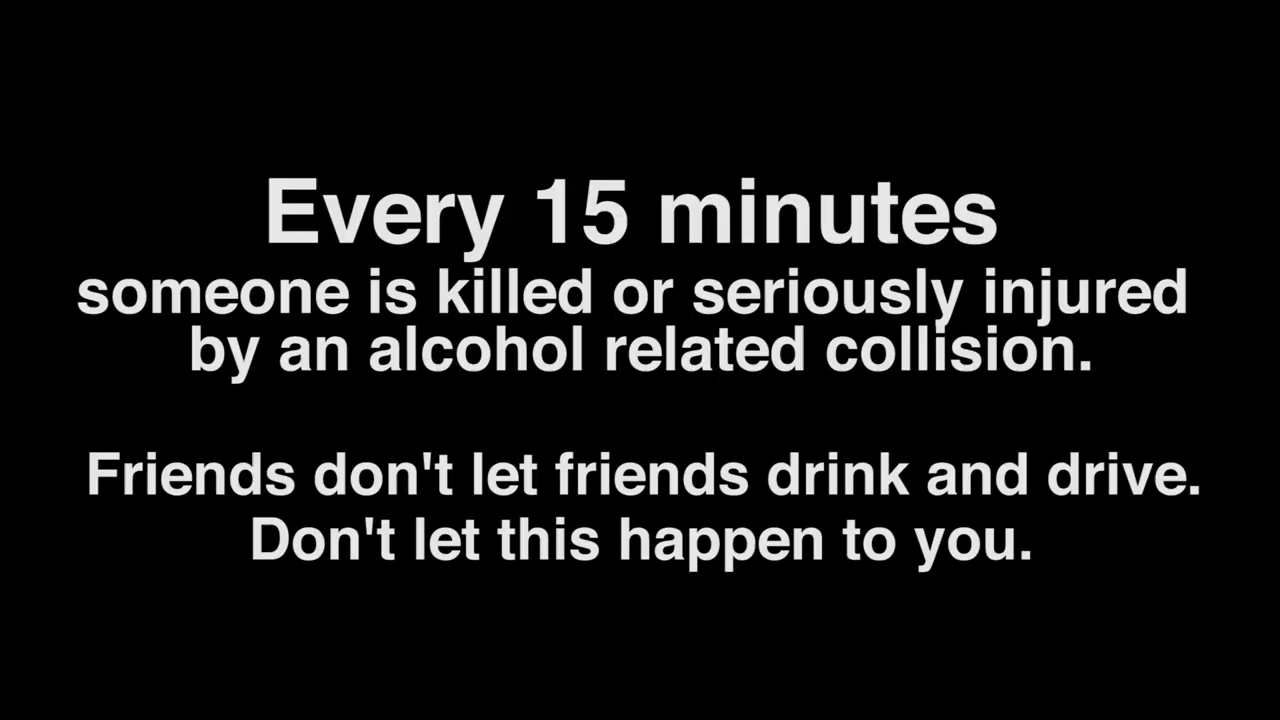 Every 15 minutes
someone is killed or seriously injured
by an alcohol related collision.
Friends don't let friends drink and drive.
Don't let this happen to you.